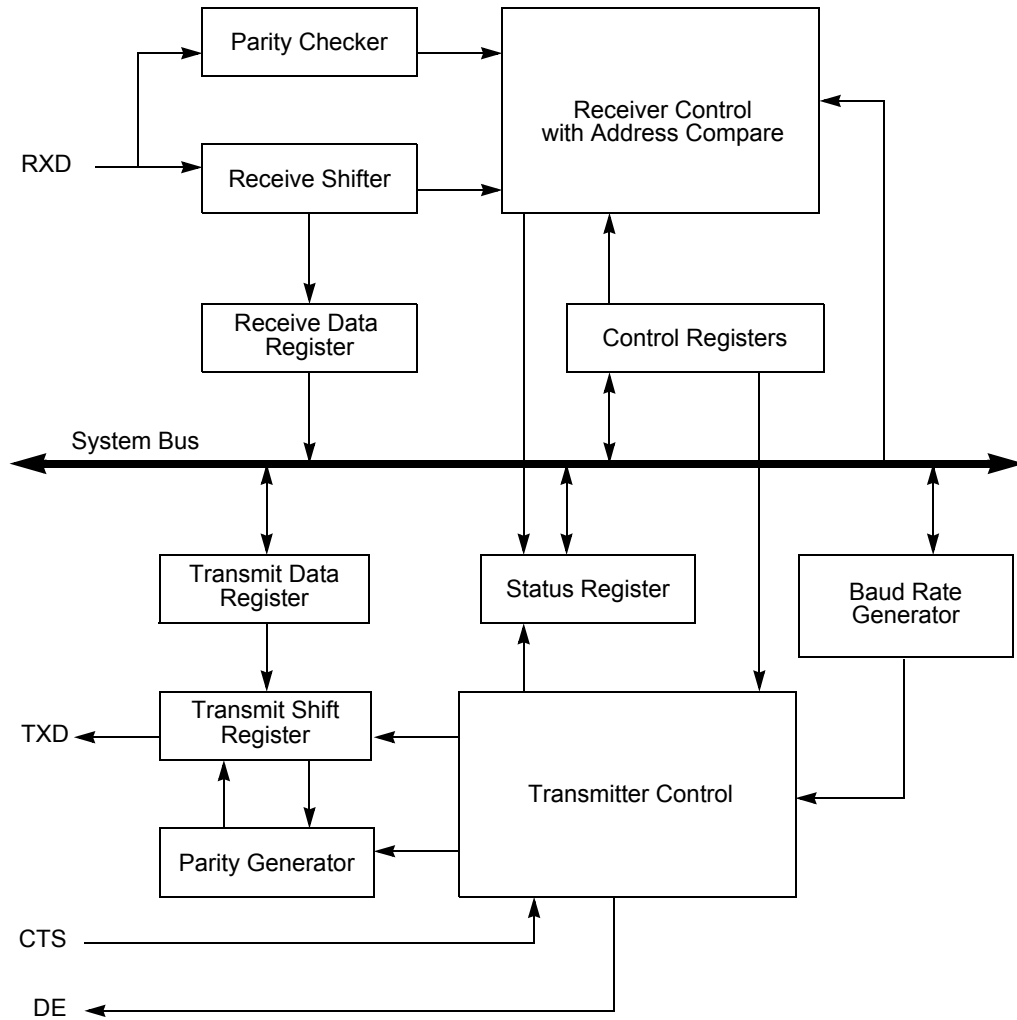 Parity Checker
Receiver Control
with Address Compare
RXD
Receive Shifter
Receive Data
Register
Control Registers
System Bus
Transmit Data
Register
Status Register
Baud Rate
Generator
TXD
Transmit Shift
Register
Transmitter Control
Parity Generator
CTS
DE